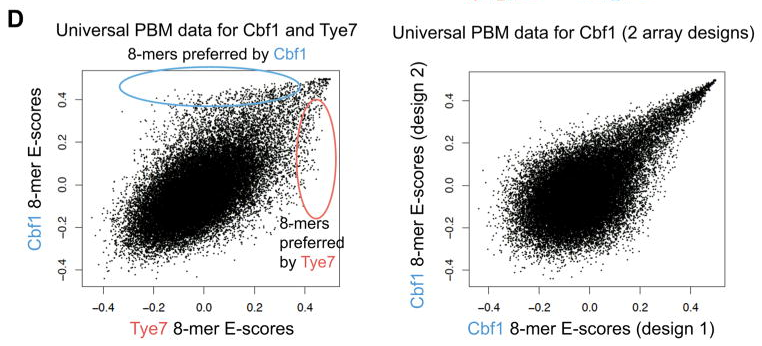 D
Universal PBM data for Cbf1 and Tye7
8-mers preferred by Cbf1
Cbf1 8-mer E-scores
0.4
0.2
0.0
−0.2
−0.4
8-mers
preferred
by Tye7
−0.4
−0.2
0.0
0.2
0.4
Tye7 8-mer E-scores
Universal PBM data for Cbf1 (2 array designs)
Cbf1 8-mer E-scores (design 2)
0.4
0.2
0.0
−0.2
−0.4
−0.4
−0.2
0.0
0.2
0.4
Cbf1 8-mer E-scores (design 1)